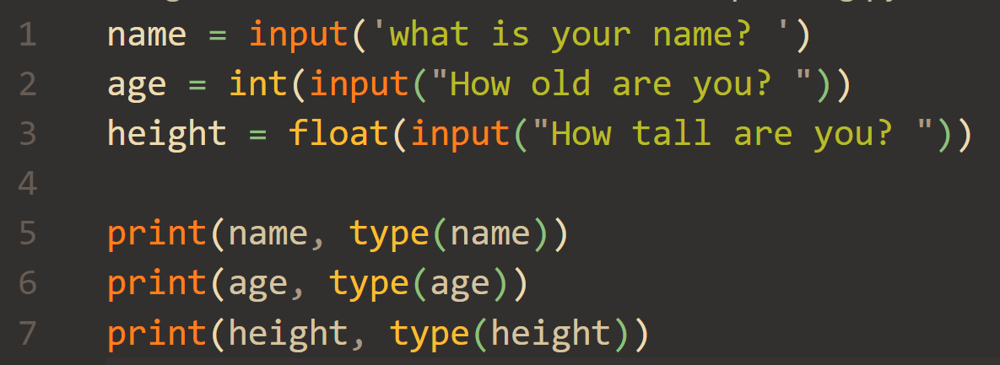 1 name = input('what is your name? ')
2 age = int(input("How old are you? "))
3 height = float(input("How tall are you? "))
4
5 print(name, type(name))
6 print(age, type(age))
7 print(height, type(height))